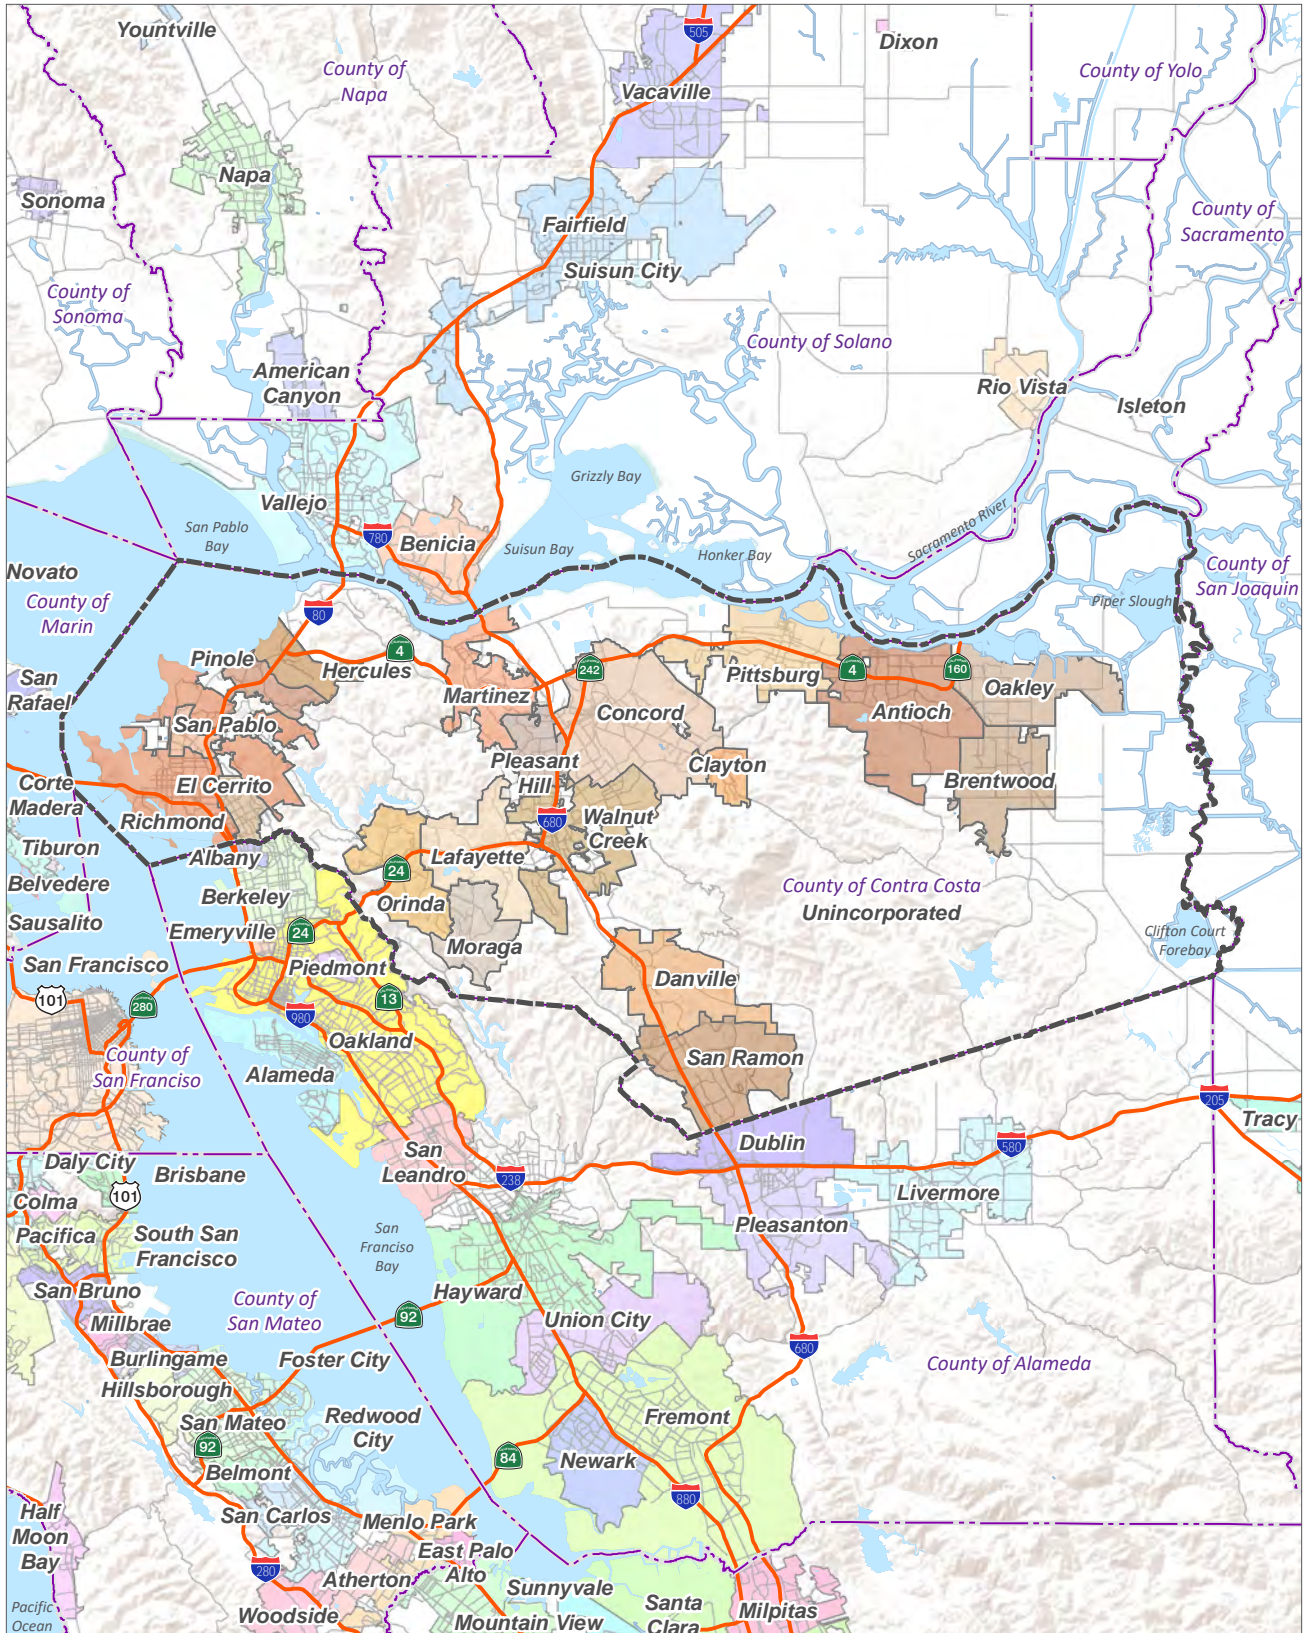 505
Yountville
Dixon
County of
Napa
County of Yolo
Vacaville
Napa
Sonoma
County of
Sacramento
Fairfield
Suisun City
County of
Sonoma
County of Solano
American
Canyon
Rio Vista
Isleton
Grizzly Bay
Vallejo
San Pablo
Bay
780
Benicia
Suisun Bay
Honker Bay
Sacramento River
Novato
County of
Marin
County of
San Joaquin
Piper Slough
80
4
Pinole
Hercules
242
4
160
San
Rafael
Martinez
Pittsburg
Oakley
San Pablo
Concord
Antioch
Pleasant
Hill
Clayton
Brentwood
Corte
Madera
El Cerrito
Richmond
680
Walnut
Creek
Tiburon
Albany
Lafayette
24
Belvedere
Berkeley
Orinda
County of Contra Costa
Unincorporated
Sausalito
Emeryville
24
Moraga
Clifton Court
Forebay
San Francisco
Piedmont
Danville
101
280
13
980
Oakland
County of
San Franciso
Alameda
San Ramon
205
Tracy
Dublin
580
San
Leandro
Daly City
Brisbane
238
101
Colma
Livermore
Pacifica
South San
Francisco
San
Franciso
Bay
Pleasanton
San Bruno
County of
San Mateo
Hayward
92
Millbrae
Union City
680
Burlingame
Foster City
County of Alameda
Hillsborough
San Mateo
Redwood
City
Fremont
92
84
Newark
Belmont
880
Half
Moon
Bay
San Carlos
Menlo Park
East Palo
Alto
280
Atherton
Sunnyvale
Pacific
Ocean
Woodside
Mountain View
Santa
Clara
Milpitas